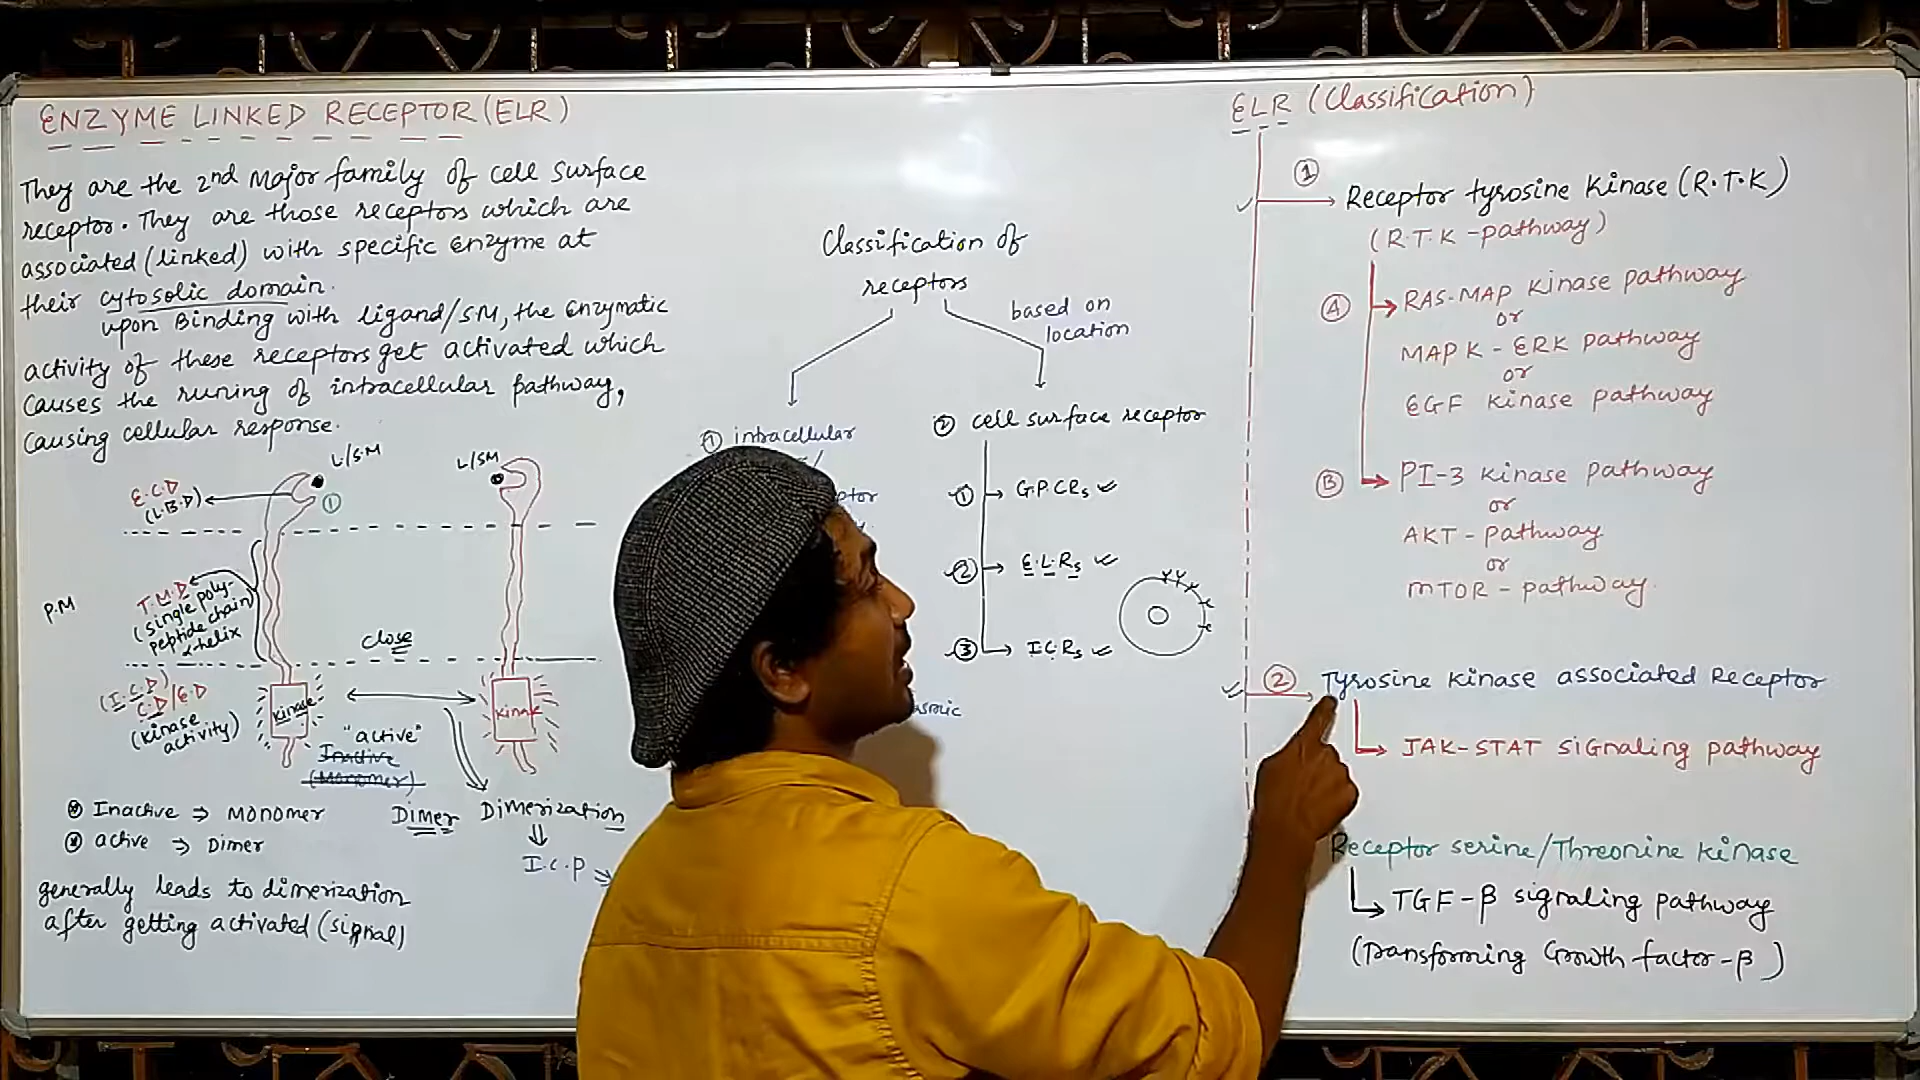 ENZYME LINKED RECEPTOR (ELR)
They are the 2nd Major family of cell surface
receptor. They are those receptors which are
associated (linked) with specific Enzyme at
their cytosolic domain.
upon Binding with ligand/SM, the Enzymatic
activity of these receptors get activated which
causes the runing of intracellular pathway,
causing cellular response.
L/S.M
L/SM
E.C.D
(L.B.D)
①
T.M.D
(single poly-
peptide chain)
α-helix
P.M
close
(I.C.D)
C.D/E.D
(kinase
activity)
kinase
kinak
"active"
Inactive
(Monomer)
Inactive ⇒ MONOMER
active ⇒ Dimer
Dimer
Dimerization
⇓
I.C.P ⇒
generally leads to dimerization
after getting activated (signal)
Classification of
receptors
based on
location
① intracellular
② cell surface receptor
① G.P.CRs
② E.L.Rs
③ I.C.Rs
ELR (Classification)
① Receptor tyrosine Kinase (R.T.K)
(R.T.K - pathway)
Ⓐ RAS-MAP Kinase pathway
or
MAPK - ERK pathway
or
EGF Kinase pathway
Ⓑ PI-3 Kinase pathway
or
AKT - pathway
or
mTOR - pathway.
② Tyrosine Kinase associated Receptor
JAK-STAT signaling pathway
Receptor serine/Threonine Kinase
TGF-β signaling pathway
(Transforming Growth factor-β)